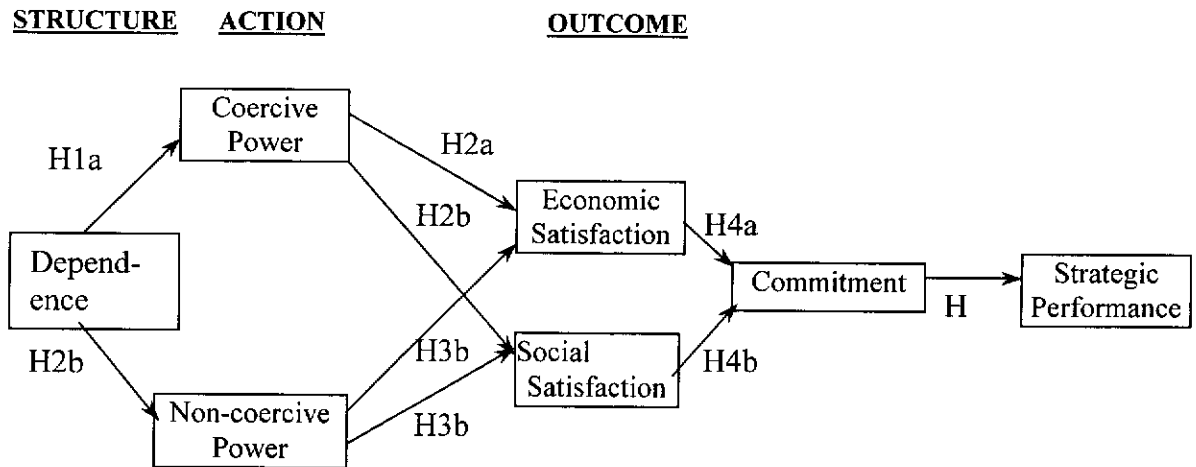 STRUCTURE ACTION OUTCOME
Coercive
Power
H1a
H2a
H2b
Economic
Satisfaction
H4a
Depend-
ence
Commitment
H
Strategic
Performance
H2b
H3b
H3b
Social
Satisfaction
H4b
Non-coercive
Power